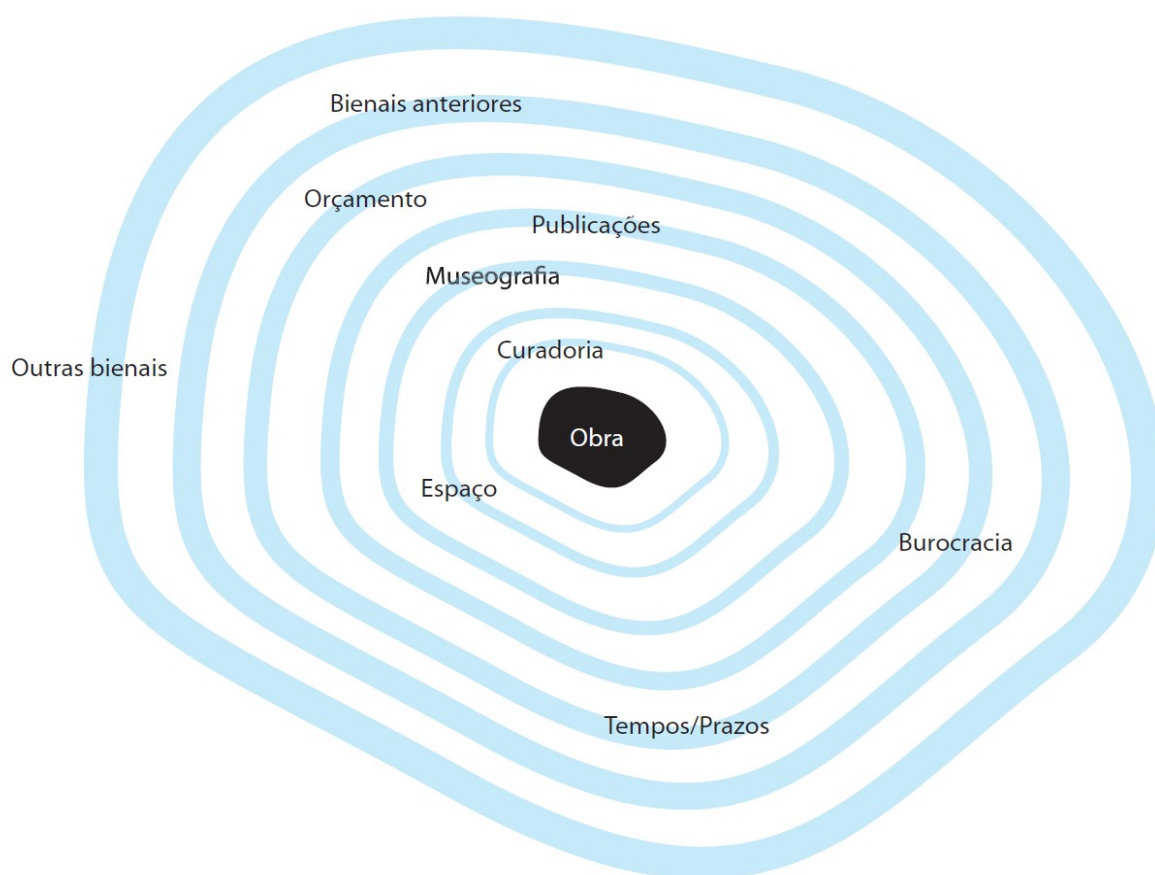 Bienais anteriores
Orçamento
Publicações
Museografia
Curadoria
Outras bienais
Obra
Espaço
Burocracia
Tempos/Prazos